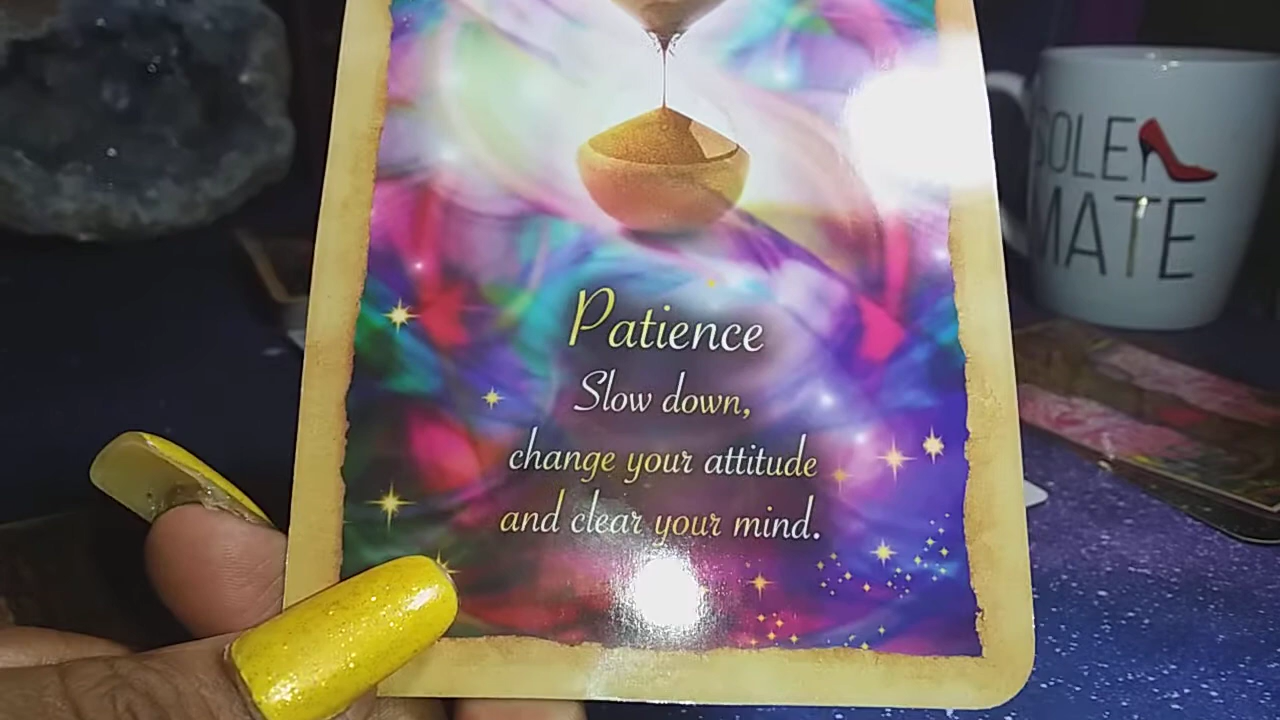 Patience
Slow down,
change your attitude
and clear your mind.
SOLE
MATE